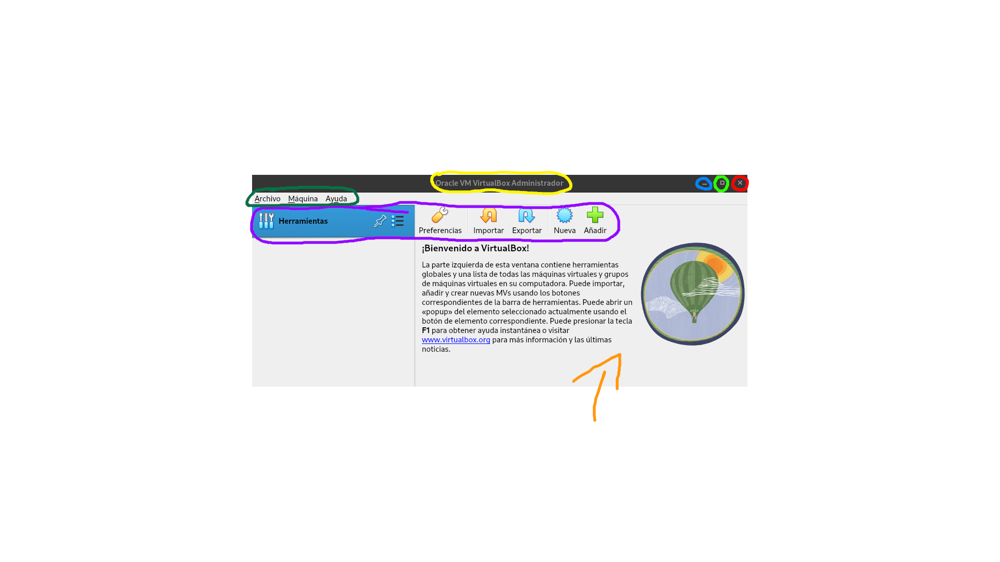 Oracle VM VirtualBox Administrador
Archivo Máquina Ayuda
Herramientas
Preferencias Importar Exportar Nueva Añadir
¡Bienvenido a VirtualBox!
La parte izquierda de esta ventana contiene herramientas
globales y una lista de todas las máquinas virtuales y grupos
de máquinas virtuales en su computadora. Puede importar,
añadir y crear nuevas MVs usando los botones
correspondientes de la barra de herramientas. Puede abrir un
«popup» del elemento seleccionado actualmente usando el
botón de elemento correspondiente. Puede presionar la tecla
F1 para obtener ayuda instantánea o visitar
www.virtualbox.org para más información y las últimas
noticias.